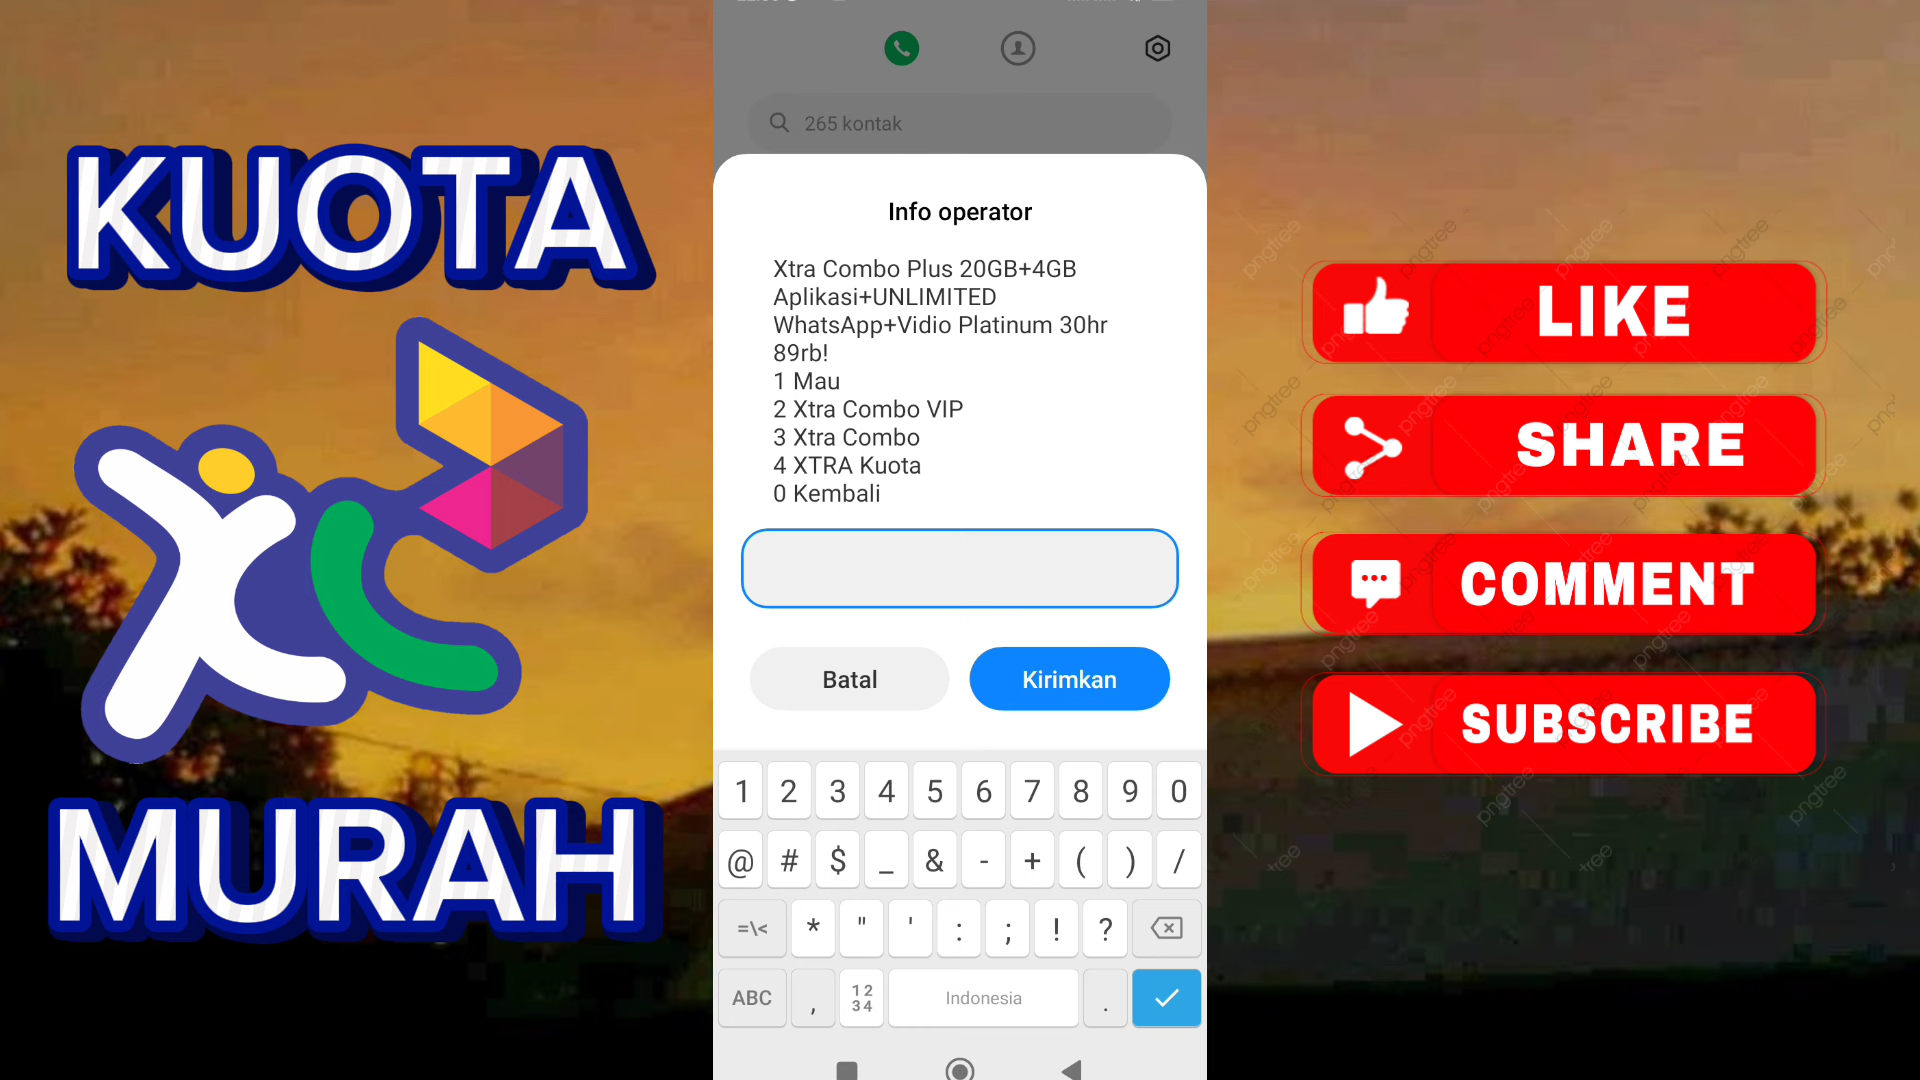 KUOTA
XL
MURAH
265 kontak
Info operator
Xtra Combo Plus 20GB+4GB
Aplikasi+UNLIMITED
WhatsApp+Vidio Platinum 30hr
89rb!
1 Mau
2 Xtra Combo VIP
3 Xtra Combo
4 XTRA Kuota
0 Kembali
Batal
Kirimkan
1 2 3 4 5 6 7 8 9 0
@ # $ _ & - + ( ) /
=\< * " ' : ; ! ?
ABC , 12 34 Indonesia .
LIKE
SHARE
COMMENT
SUBSCRIBE
pngtree